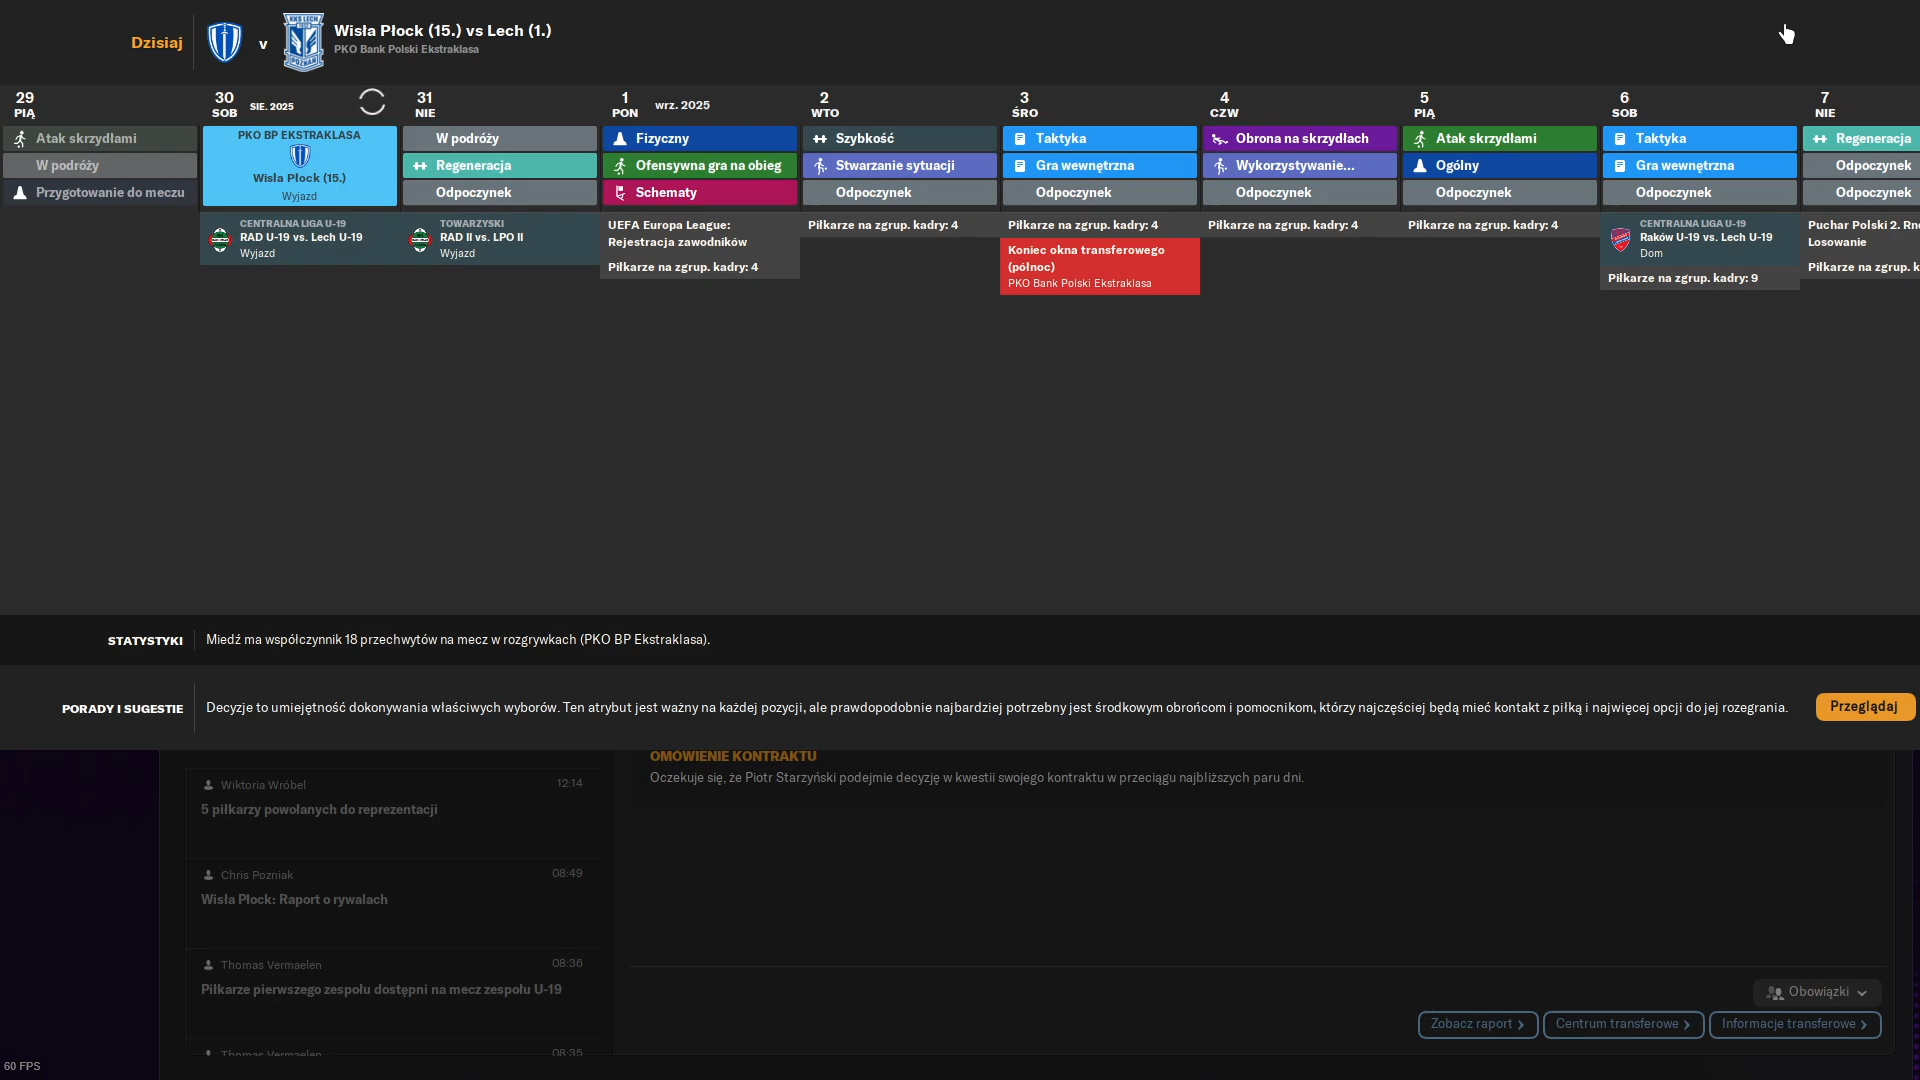 Dzisiaj
v
Wisła Płock (15.) vs Lech (1.)
PKO Bank Polski Ekstraklasa
29
PIĄ
30
SOB
SIE. 2025
31
NIE
1
PON
wrz. 2025
2
WTO
3
ŚRO
4
CZW
5
PIĄ
6
SOB
7
NIE
Atak skrzydłami
W podróży
Przygotowanie do meczu
PKO BP EKSTRAKLASA
Wisła Płock (15.)
Wyjazd
W podróży
Regeneracja
Odpoczynek
Fizyczny
Ofensywna gra na obieg
Schematy
Szybkość
Stwarzanie sytuacji
Odpoczynek
Taktyka
Gra wewnętrzna
Odpoczynek
Obrona na skrzydłach
Wykorzystywanie...
Odpoczynek
Atak skrzydłami
Ogólny
Odpoczynek
Taktyka
Gra wewnętrzna
Odpoczynek
Regeneracja
Odpoczynek
Odpoczynek
CENTRALNA LIGA U-19
RAD U-19 vs. Lech U-19
Wyjazd
TOWARZYSKI
RAD II vs. LPO II
Wyjazd
UEFA Europa League:
Rejestracja zawodników
Piłkarze na zgrup. kadry: 4
Piłkarze na zgrup. kadry: 4
Piłkarze na zgrup. kadry: 4
Koniec okna transferowego
(północ)
PKO Bank Polski Ekstraklasa
Piłkarze na zgrup. kadry: 4
Piłkarze na zgrup. kadry: 4
CENTRALNA LIGA U-19
Raków U-19 vs. Lech U-19
Dom
Piłkarze na zgrup. kadry: 9
Puchar Polski 2. Rn
Losowanie
Piłkarze na zgrup. k
STATYSTYKI
Miedź ma współczynnik 18 przechwytów na mecz w rozgrywkach (PKO BP Ekstraklasa).
PORADY I SUGESTIE
Decyzje to umiejętność dokonywania właściwych wyborów. Ten atrybut jest ważny na każdej pozycji, ale prawdopodobnie najbardziej potrzebny jest środkowym obrońcom i pomocnikom, którzy najczęściej będą mieć kontakt z piłką i najwięcej opcji do jej rozegrania.
Przeglądaj
OMÓWIENIE KONTRAKTU
Oczekuje się, że Piotr Starzyński podejmie decyzję w kwestii swojego kontraktu w przeciągu najbliższych paru dni.
Wiktoria Wróbel
12:14
5 piłkarzy powołanych do reprezentacji
Chris Pozniak
08:49
Wisła Płock: Raport o rywalach
Thomas Vermaelen
08:36
Piłkarze pierwszego zespołu dostępni na mecz zespołu U-19
Thomas Vermaelen
08:35
Obowiązki
Zobacz raport
Centrum transferowe
Informacje transferowe
60 FPS